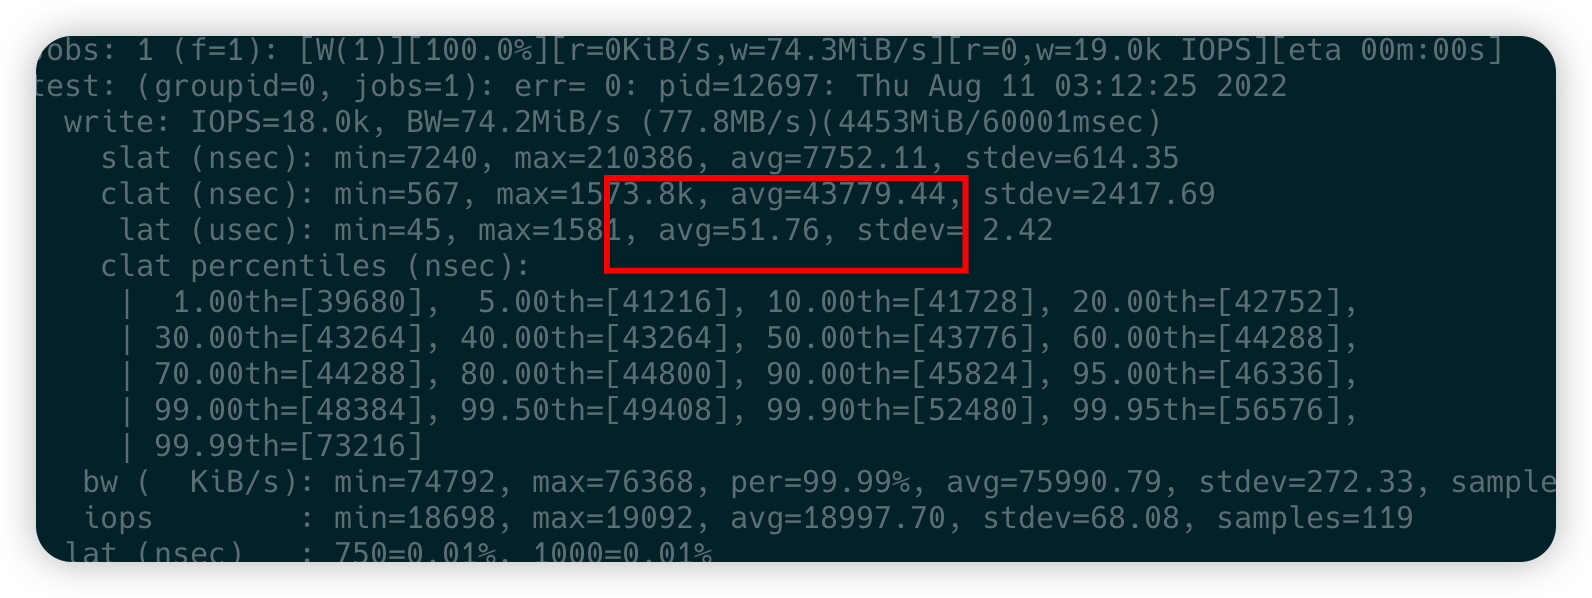 obs: 1 (f=1): [W(1)][100.0%][r=0KiB/s,w=74.3MiB/s][r=0,w=19.0k IOPS][eta 00m:00s]
test: (groupid=0, jobs=1): err= 0: pid=12697: Thu Aug 11 03:12:25 2022
write: IOPS=18.0k, BW=74.2MiB/s (77.8MB/s)(4453MiB/60001msec)
slat (nsec): min=7240, max=210386, avg=7752.11, stdev=614.35
clat (nsec): min=567, max=1573.8k, avg=43779.44, stdev=2417.69
lat (usec): min=45, max=1581, avg=51.76, stdev= 2.42
clat percentiles (nsec):
| 1.00th=[39680], 5.00th=[41216], 10.00th=[41728], 20.00th=[42752],
| 30.00th=[43264], 40.00th=[43264], 50.00th=[43776], 60.00th=[44288],
| 70.00th=[44288], 80.00th=[44800], 90.00th=[45824], 95.00th=[46336],
| 99.00th=[48384], 99.50th=[49408], 99.90th=[52480], 99.95th=[56576],
| 99.99th=[73216]
bw ( KiB/s): min=74792, max=76368, per=99.99%, avg=75990.79, stdev=272.33, sample
iops : min=18698, max=19092, avg=18997.70, stdev=68.08, samples=119
lat (nsec) : 750=0.01%, 1000=0.01%